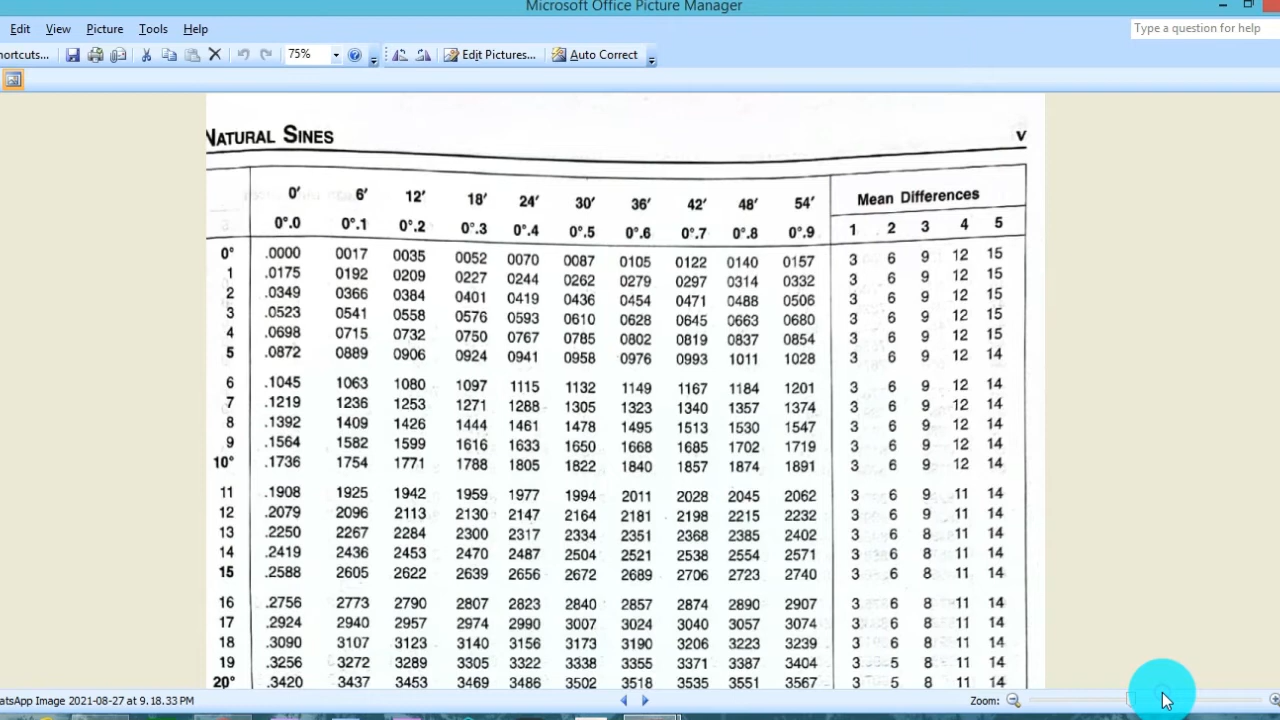 Microsoft Office Picture Manager
Edit View Picture Tools Help
Type a question for help
ortcuts... 75% Edit Pictures... Auto Correct
NATURAL SINES v
0′ 6′ 12′ 18′ 24′ 30′ 36′ 42′ 48′ 54′ Mean Differences
0°.0 0°.1 0°.2 0°.3 0°.4 0°.5 0°.6 0°.7 0°.8 0°.9 1 2 3 4 5
0° .0000 0017 0035 0052 0070 0087 0105 0122 0140 0157 3 6 9 12 15
1 .0175 0192 0209 0227 0244 0262 0279 0297 0314 0332 3 6 9 12 15
2 .0349 0366 0384 0401 0419 0436 0454 0471 0488 0506 3 6 9 12 15
3 .0523 0541 0558 0576 0593 0610 0628 0645 0663 0680 3 6 9 12 15
4 .0698 0715 0732 0750 0767 0785 0802 0819 0837 0854 3 6 9 12 15
5 .0872 0889 0906 0924 0941 0958 0976 0993 1011 1028 3 6 9 12 14
6 .1045 1063 1080 1097 1115 1132 1149 1167 1184 1201 3 6 9 12 14
7 .1219 1236 1253 1271 1288 1305 1323 1340 1357 1374 3 6 9 12 14
8 .1392 1409 1426 1444 1461 1478 1495 1513 1530 1547 3 6 9 12 14
9 .1564 1582 1599 1616 1633 1650 1668 1685 1702 1719 3 6 9 12 14
10° .1736 1754 1771 1788 1805 1822 1840 1857 1874 1891 3 6 9 12 14
11 .1908 1925 1942 1959 1977 1994 2011 2028 2045 2062 3 6 9 11 14
12 .2079 2096 2113 2130 2147 2164 2181 2198 2215 2232 3 6 9 11 14
13 .2250 2267 2284 2300 2317 2334 2351 2368 2385 2402 3 6 8 11 14
14 .2419 2436 2453 2470 2487 2504 2521 2538 2554 2571 3 6 8 11 14
15 .2588 2605 2622 2639 2656 2672 2689 2706 2723 2740 3 6 8 11 14
16 .2756 2773 2790 2807 2823 2840 2857 2874 2890 2907 3 6 8 11 14
17 .2924 2940 2957 2974 2990 3007 3024 3040 3057 3074 3 6 8 11 14
18 .3090 3107 3123 3140 3156 3173 3190 3206 3223 3239 3 6 8 11 14
19 .3256 3272 3289 3305 3322 3338 3355 3371 3387 3404 3 5 8 11 14
20° .3420 3437 3453 3469 3486 3502 3518 3535 3551 3567 3 5 8 11 14
atsApp Image 2021-08-27 at 9.18.33 PM Zoom: